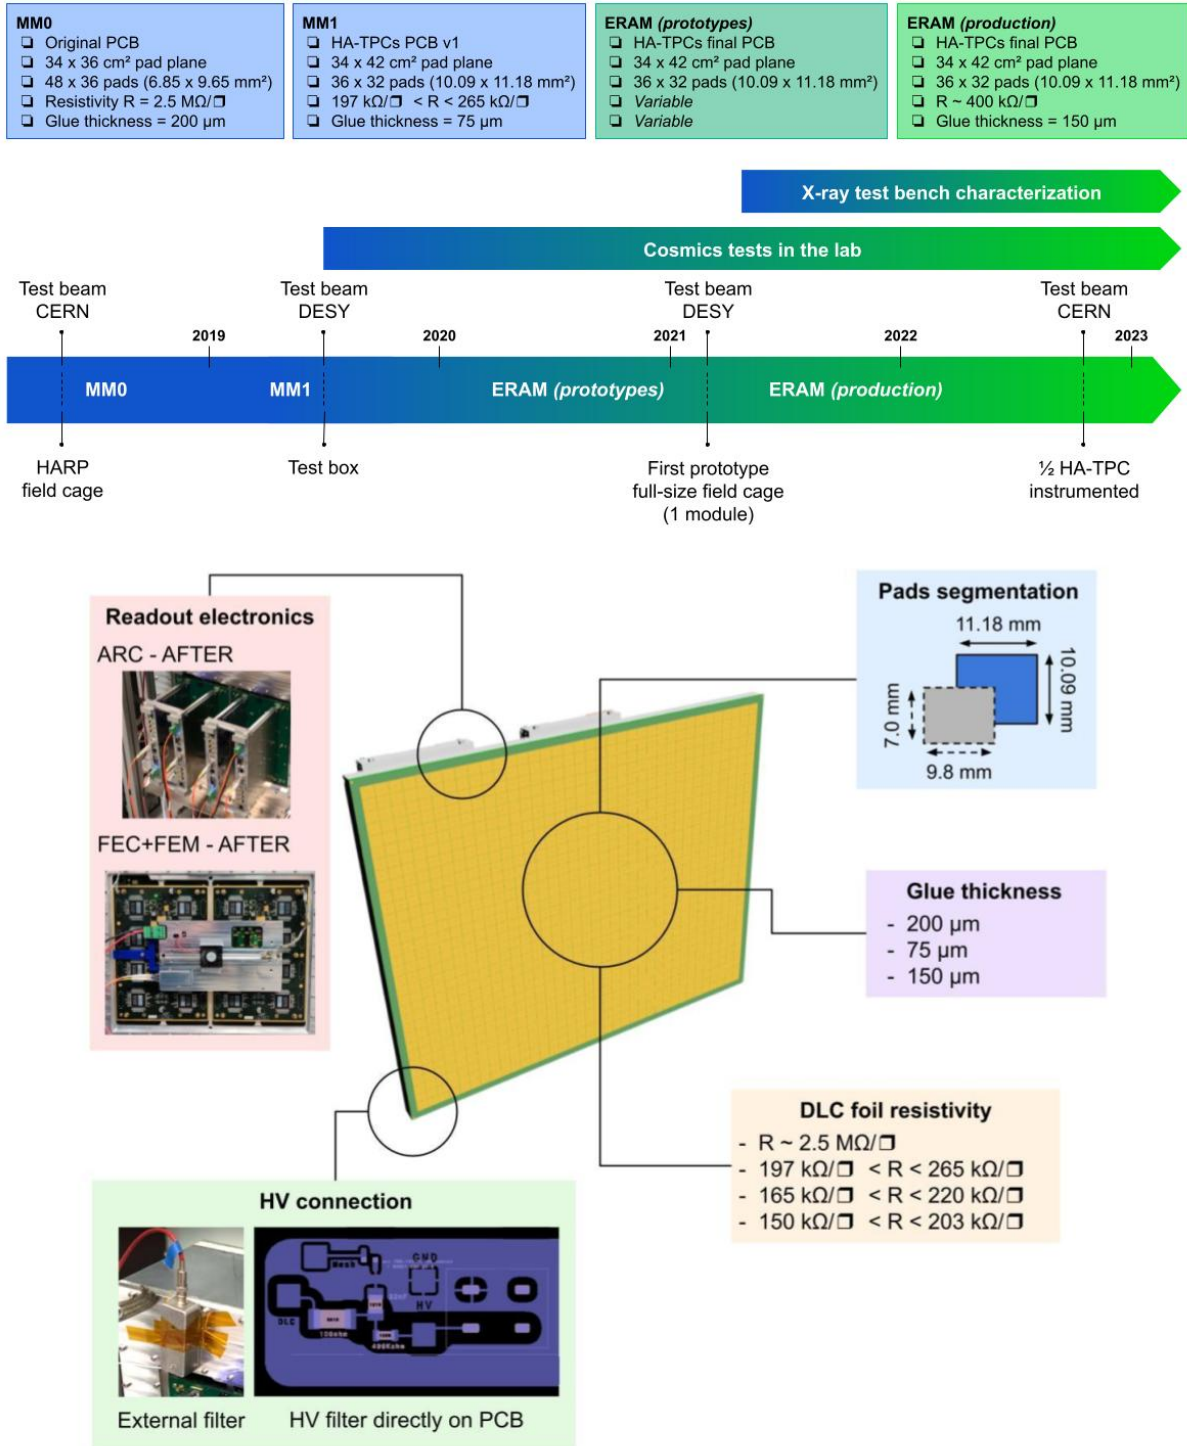 MM0
❑ Original PCB
❑ 34 x 36 cm² pad plane
❑ 48 x 36 pads (6.85 x 9.65 mm²)
❑ Resistivity R = 2.5 MΩ/❒
❑ Glue thickness = 200 μm
MM1
❑ HA-TPCs PCB v1
❑ 34 x 42 cm² pad plane
❑ 36 x 32 pads (10.09 x 11.18 mm²)
❑ 197 kΩ/❒ < R < 265 kΩ/❒
❑ Glue thickness = 75 μm
ERAM (prototypes)
❑ HA-TPCs final PCB
❑ 34 x 42 cm² pad plane
❑ 36 x 32 pads (10.09 x 11.18 mm²)
❑ Variable
❑ Variable
ERAM (production)
❑ HA-TPCs final PCB
❑ 34 x 42 cm² pad plane
❑ 36 x 32 pads (10.09 x 11.18 mm²)
❑ R ~ 400 kΩ/❒
❑ Glue thickness = 150 μm
X-ray test bench characterization
Cosmics tests in the lab
Test beam
CERN
Test beam
DESY
Test beam
DESY
Test beam
CERN
2019
2020
2021
2022
2023
MM0
MM1
ERAM (prototypes)
ERAM (production)
HARP
field cage
Test box
First prototype
full-size field cage
(1 module)
½ HA-TPC
instrumented
Readout electronics
ARC - AFTER
FEC+FEM - AFTER
Pads segmentation
11.18 mm
10.09 mm
7.0 mm
9.8 mm
Glue thickness
- 200 μm
- 75 μm
- 150 μm
DLC foil resistivity
- R ~ 2.5 MΩ/❒
- 197 kΩ/❒ < R < 265 kΩ/❒
- 165 kΩ/❒ < R < 220 kΩ/❒
- 150 kΩ/❒ < R < 203 kΩ/❒
HV connection
Mesh
GND
HV
DLC
External filter
HV filter directly on PCB